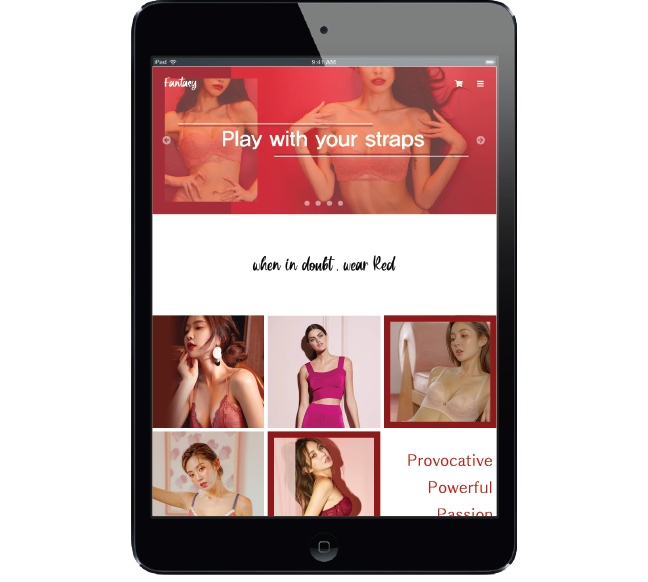 iPad
9:41 AM
Fantasy
Play with your straps
when in doubt . wear Red
Provocative
Powerful
Passion